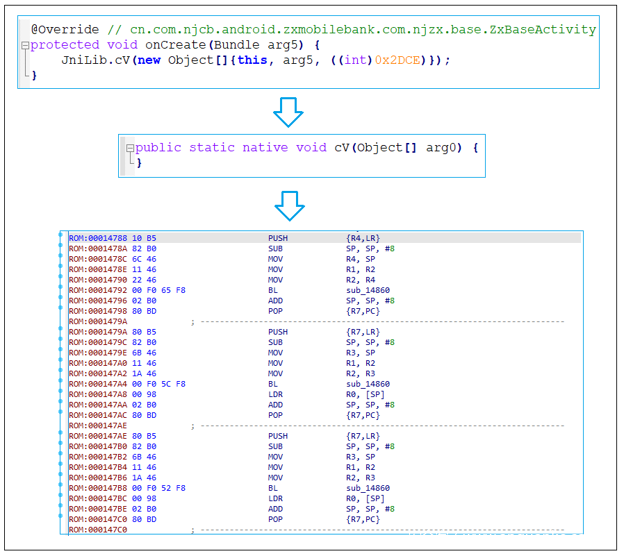 @Override // cn.com.njcb.android.zxmobilebank.com.njzx.base.ZxBaseActivity
protected void onCreate(Bundle arg5) {
JniLib.cV(new Object[]{this, arg5, ((int)0x2DCE)});
}
public static native void cV(Object[] arg0) {
}
ROM:00014788 10 B5 PUSH {R4,LR}
ROM:0001478A 82 B0 SUB SP, SP, #8
ROM:0001478C 6C 46 MOV R4, SP
ROM:0001478E 11 46 MOV R1, R2
ROM:00014790 22 46 MOV R2, R4
ROM:00014792 00 F0 65 F8 BL sub_14860
ROM:00014796 02 B0 ADD SP, SP, #8
ROM:00014798 80 BD POP {R7,PC}
ROM:0001479A ; ---------------------------------------------------------------------------
ROM:0001479A 80 B5 PUSH {R7,LR}
ROM:0001479C 82 B0 SUB SP, SP, #8
ROM:0001479E 6B 46 MOV R3, SP
ROM:000147A0 11 46 MOV R1, R2
ROM:000147A2 1A 46 MOV R2, R3
ROM:000147A4 00 F0 5C F8 BL sub_14860
ROM:000147A8 00 98 LDR R0, [SP]
ROM:000147AA 02 B0 ADD SP, SP, #8
ROM:000147AC 80 BD POP {R7,PC}
ROM:000147AE ; ---------------------------------------------------------------------------
ROM:000147AE 80 B5 PUSH {R7,LR}
ROM:000147B0 82 B0 SUB SP, SP, #8
ROM:000147B2 6B 46 MOV R3, SP
ROM:000147B4 11 46 MOV R1, R2
ROM:000147B6 1A 46 MOV R2, R3
ROM:000147B8 00 F0 52 F8 BL sub_14860
ROM:000147BC 00 98 LDR R0, [SP]
ROM:000147BE 02 B0 ADD SP, SP, #8
ROM:000147C0 80 BD POP {R7,PC}
ROM:000147C0 ; ---------------------------------------------------------------------------